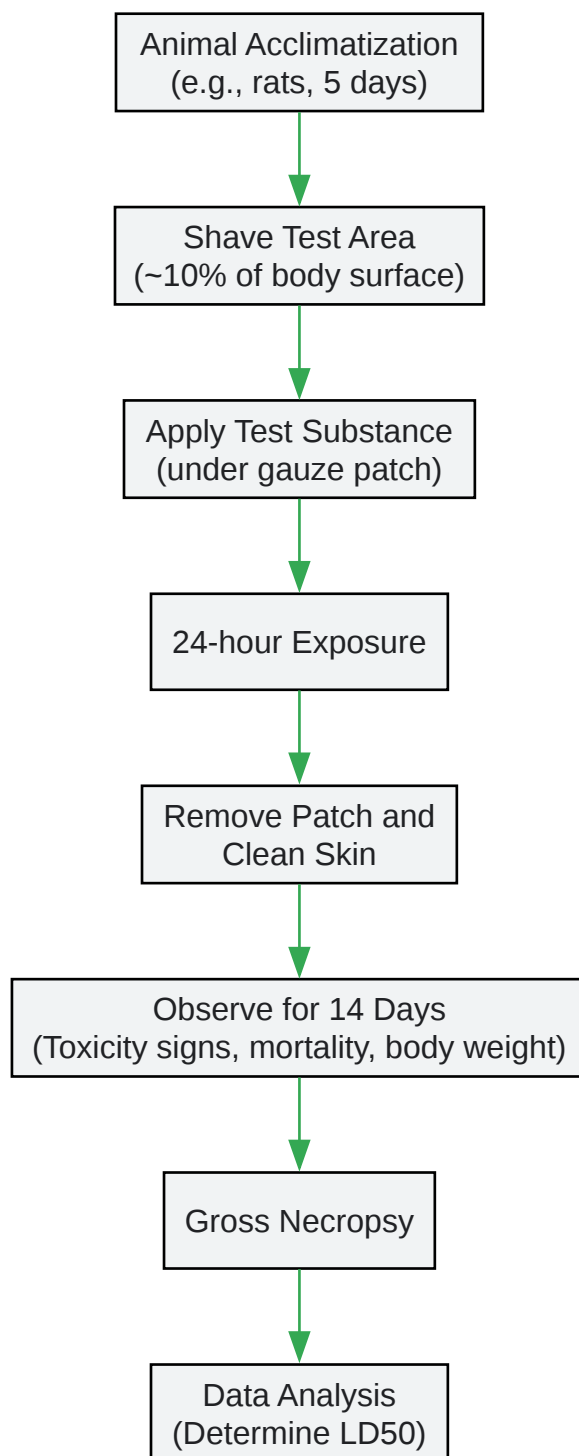 Animal Acclimatization
(e.g., rats, 5 days)
Shave Test Area
(~10% of body surface)
Apply Test Substance
(under gauze patch)
24-hour Exposure
Remove Patch and
Clean Skin
Observe for 14 Days
(Toxicity signs, mortality, body weight)
Gross Necropsy
Data Analysis
(Determine LD50)